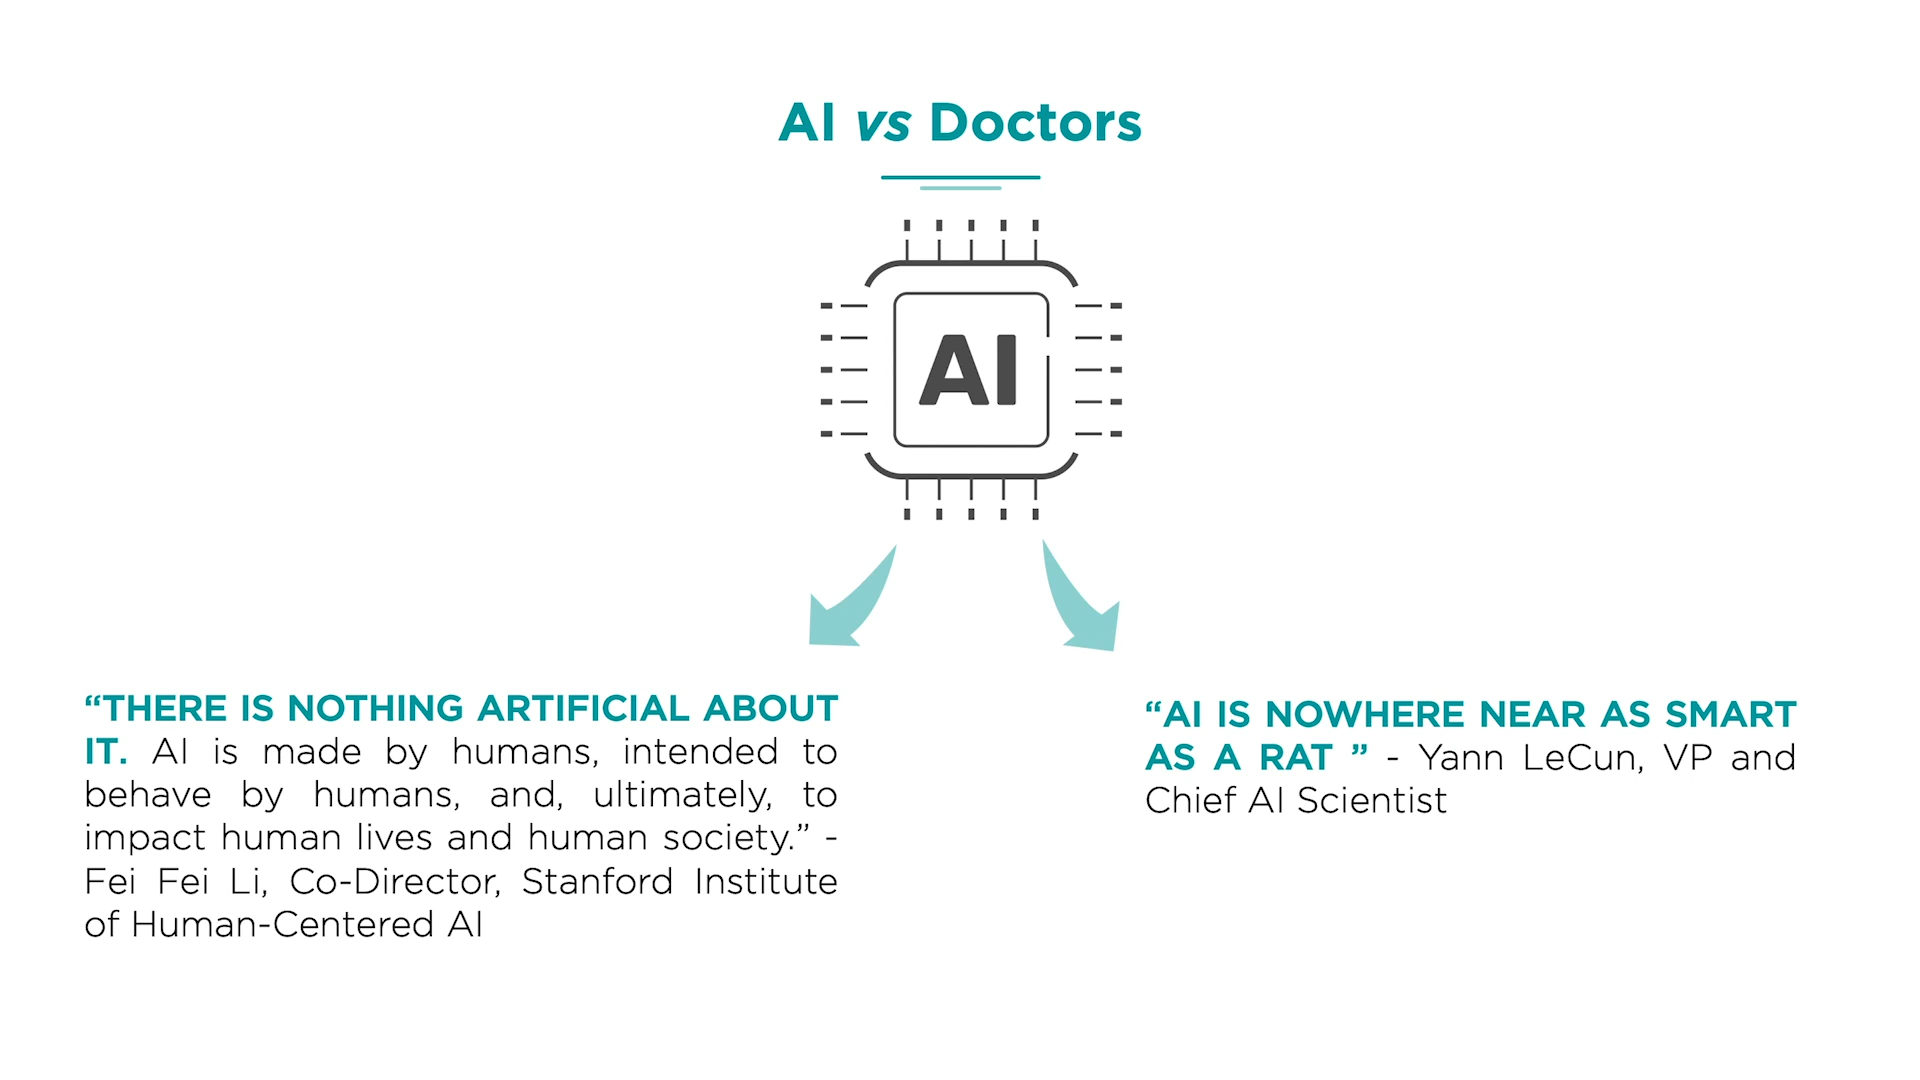 AI vs Doctors
AI
“THERE IS NOTHING ARTIFICIAL ABOUT
IT. AI is made by humans, intended to
behave by humans, and, ultimately, to
impact human lives and human society.” -
Fei Fei Li, Co-Director, Stanford Institute
of Human-Centered AI
“AI IS NOWHERE NEAR AS SMART
AS A RAT ” - Yann LeCun, VP and
Chief AI Scientist